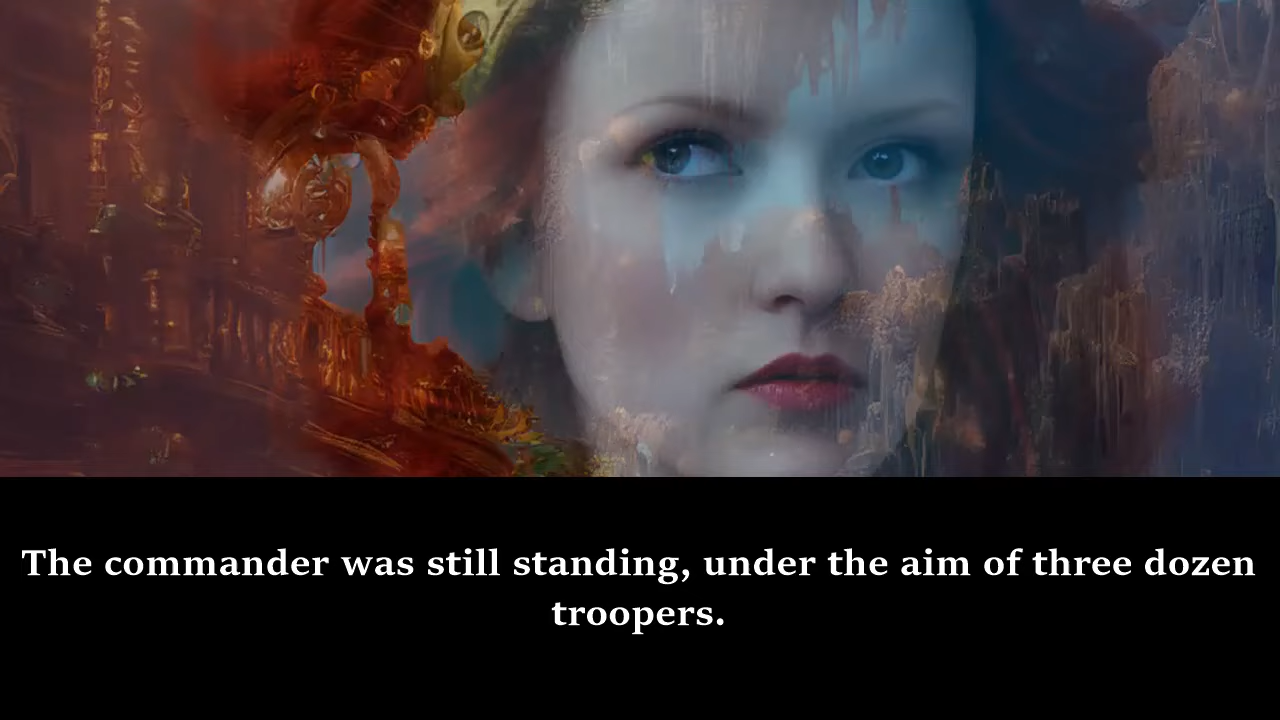 The commander was still standing, under the aim of three dozen
troopers.